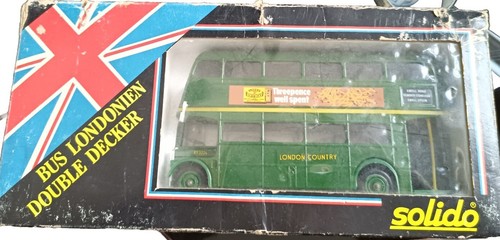 BUS LONDONIEN
DOUBLE DECKER
Threepence
well spent
LONDON COUNTRY
solido